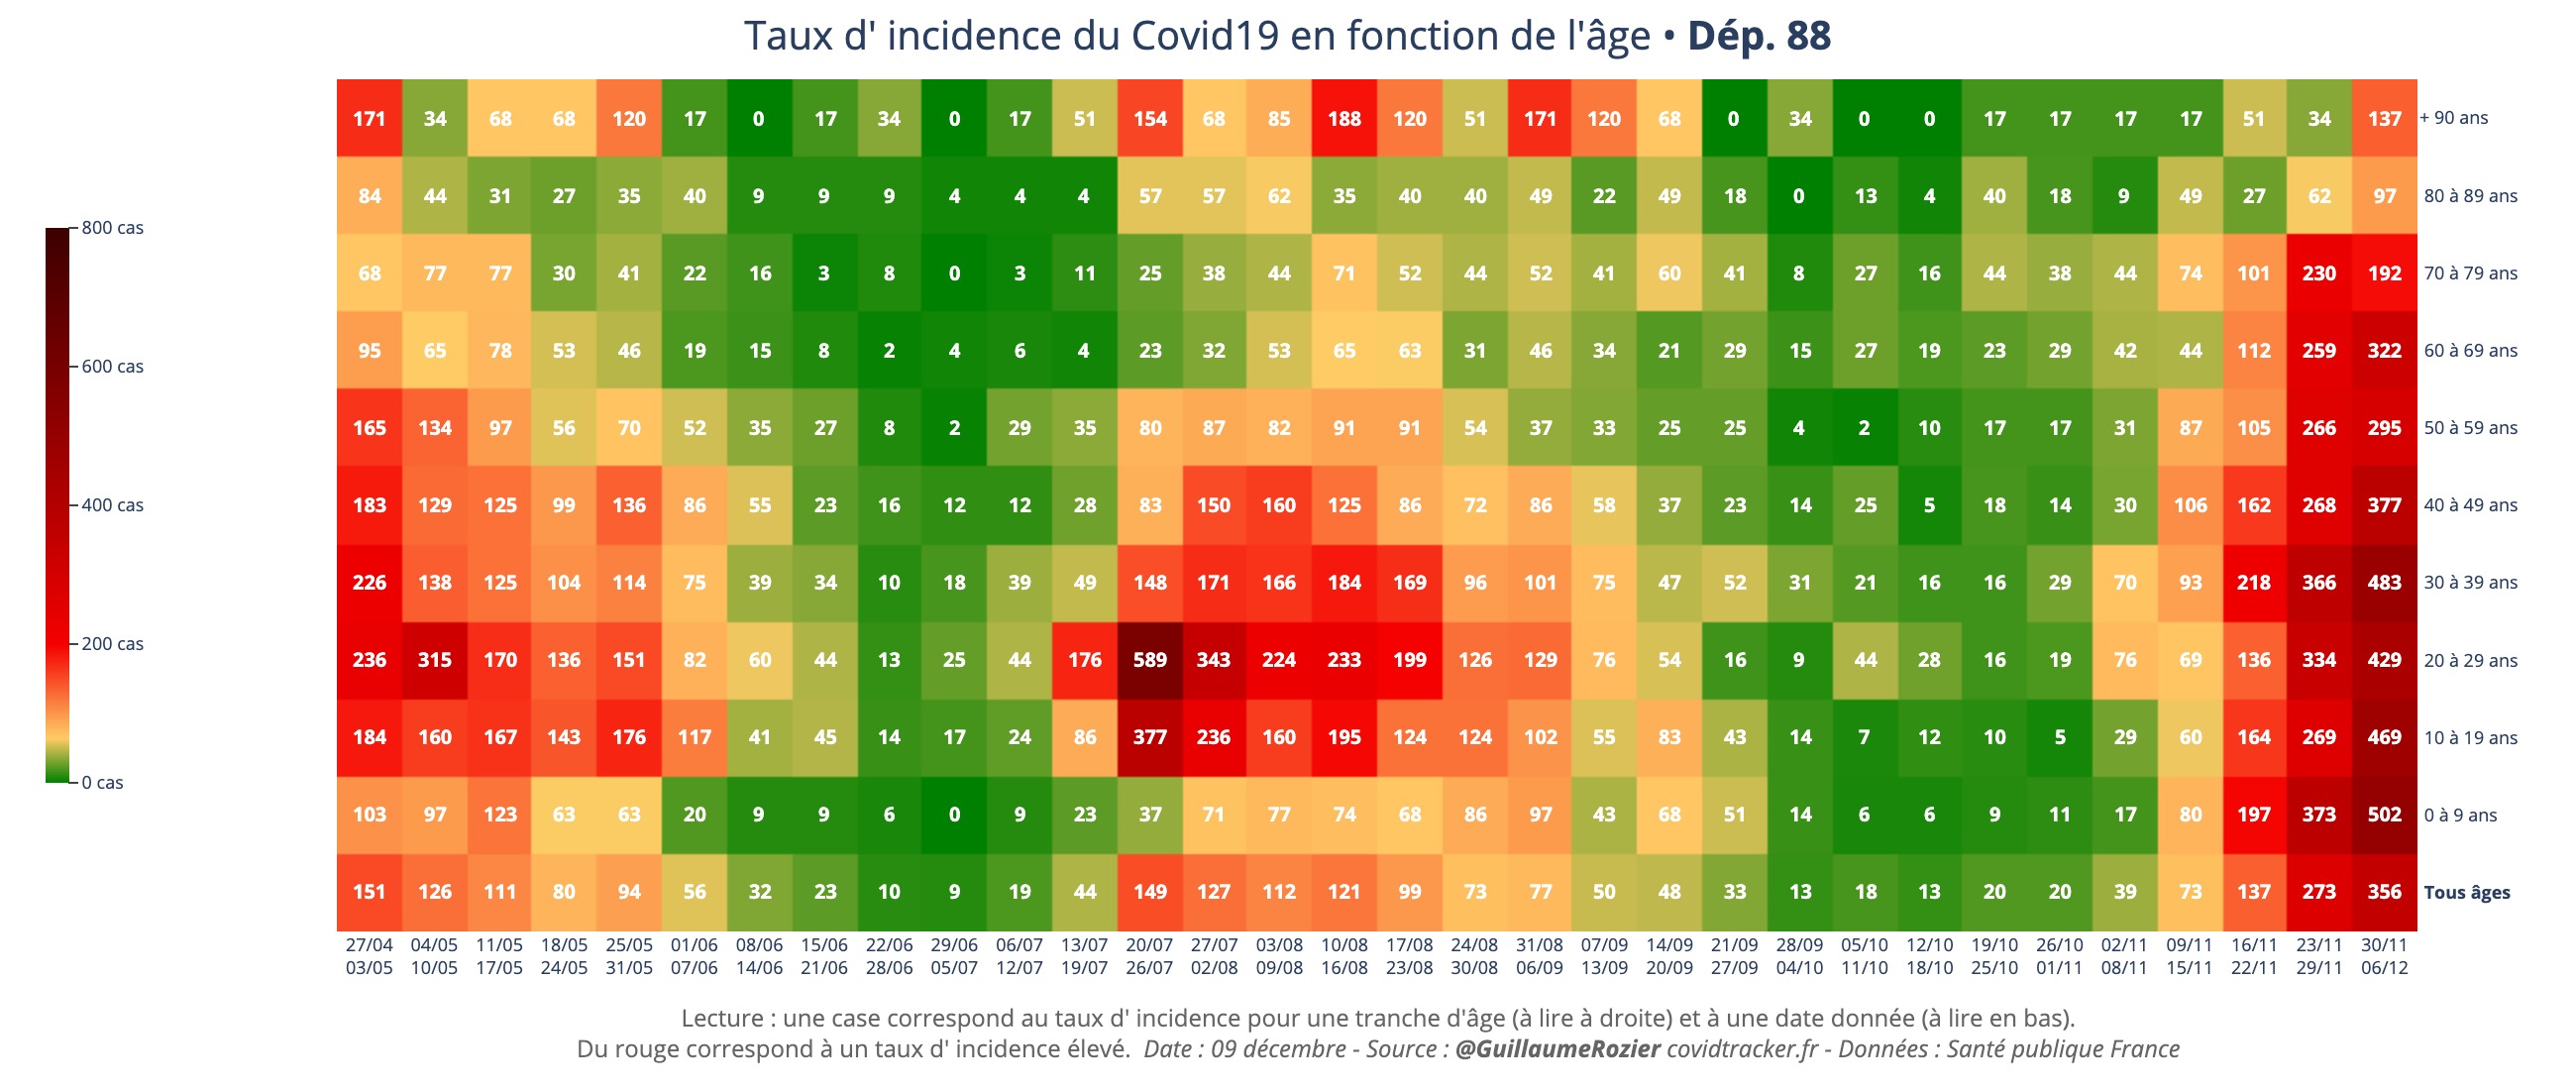 Taux d' incidence du Covid19 en fonction de l'âge • Dép. 88
171 34 68 68 120 17 0 17 34 0 17 51 154 68 85 188 120 51 171 120 68 0 34 0 0 17 17 17 17 51 34 137 + 90 ans
84 44 31 27 35 40 9 9 9 4 4 4 57 57 62 35 40 40 49 22 49 18 0 13 4 40 18 9 49 27 62 97 80 à 89 ans
800 cas
68 77 77 30 41 22 16 3 8 0 3 11 25 38 44 71 52 44 52 41 60 41 8 27 16 44 38 44 74 101 230 192 70 à 79 ans
95 65 78 53 46 19 15 8 2 4 6 4 23 32 53 65 63 31 46 34 21 29 15 27 19 23 29 42 44 112 259 322 60 à 69 ans
600 cas
165 134 97 56 70 52 35 27 8 2 29 35 80 87 82 91 91 54 37 33 25 25 4 2 10 17 17 31 87 105 266 295 50 à 59 ans
400 cas
183 129 125 99 136 86 55 23 16 12 12 28 83 150 160 125 86 72 86 58 37 23 14 25 5 18 14 30 106 162 268 377 40 à 49 ans
226 138 125 104 114 75 39 34 10 18 39 49 148 171 166 184 169 96 101 75 47 52 31 21 16 16 29 70 93 218 366 483 30 à 39 ans
200 cas
236 315 170 136 151 82 60 44 13 25 44 176 589 343 224 233 199 126 129 76 54 16 9 44 28 16 19 76 69 136 334 429 20 à 29 ans
184 160 167 143 176 117 41 45 14 17 24 86 377 236 160 195 124 124 102 55 83 43 14 7 12 10 5 29 60 164 269 469 10 à 19 ans
0 cas
103 97 123 63 63 20 9 9 6 0 9 23 37 71 77 74 68 86 97 43 68 51 14 6 6 9 11 17 80 197 373 502 0 à 9 ans
151 126 111 80 94 56 32 23 10 9 19 44 149 127 112 121 99 73 77 50 48 33 13 18 13 20 20 39 73 137 273 356 Tous âges
27/04 04/05 11/05 18/05 25/05 01/06 08/06 15/06 22/06 29/06 06/07 13/07 20/07 27/07 03/08 10/08 17/08 24/08 31/08 07/09 14/09 21/09 28/09 05/10 12/10 19/10 26/10 02/11 09/11 16/11 23/11 30/11
03/05 10/05 17/05 24/05 31/05 07/06 14/06 21/06 28/06 05/07 12/07 19/07 26/07 02/08 09/08 16/08 23/08 30/08 06/09 13/09 20/09 27/09 04/10 11/10 18/10 25/10 01/11 08/11 15/11 22/11 29/11 06/12
Lecture : une case correspond au taux d' incidence pour une tranche d'âge (à lire à droite) et à une date donnée (à lire en bas).
Du rouge correspond à un taux d' incidence élevé. Date : 09 décembre - Source : @GuillaumeRozier covidtracker.fr - Données : Santé publique France